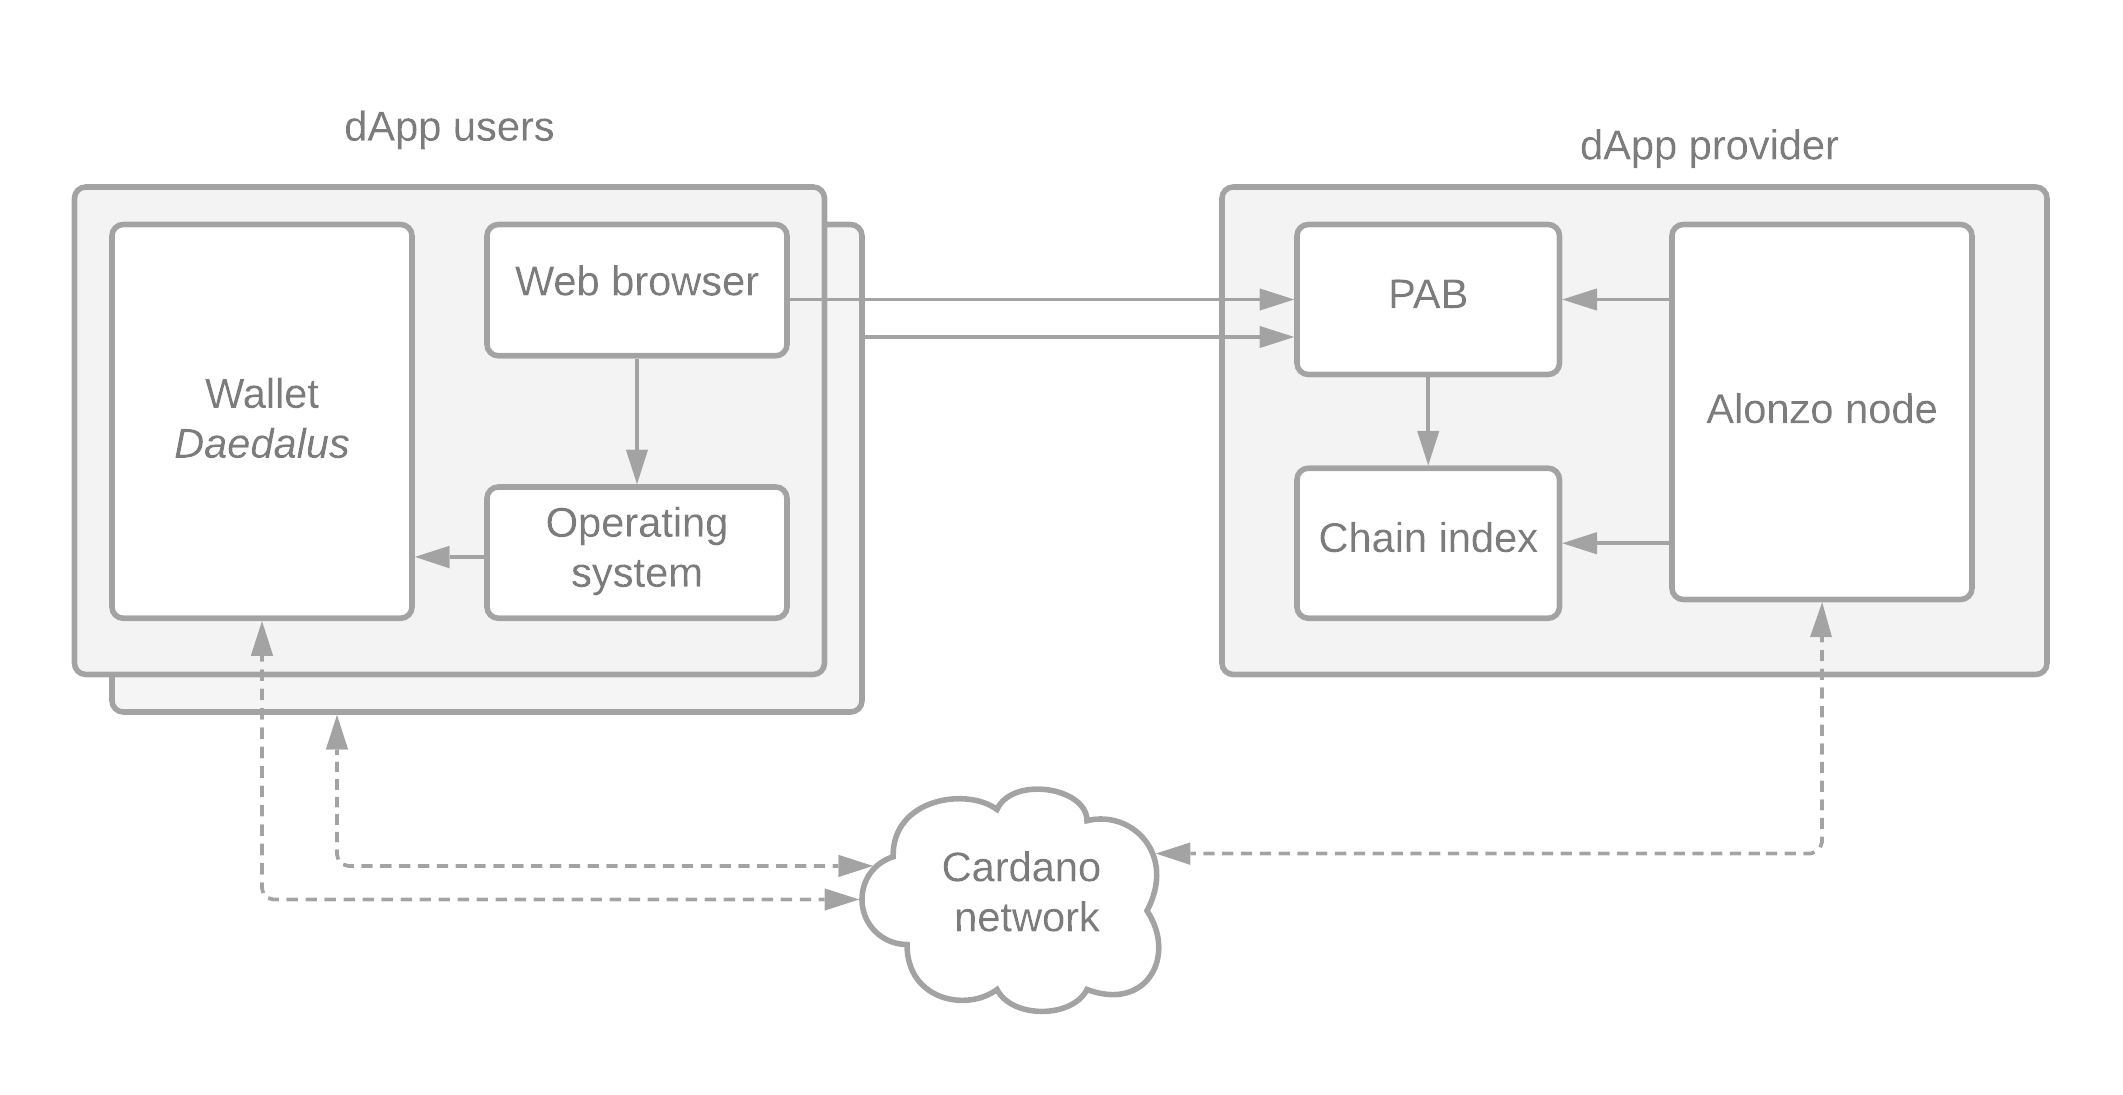 dApp users
dApp provider
Wallet
Daedalus
Web browser
Operating
system
PAB
Chain index
Alonzo node
Cardano
network